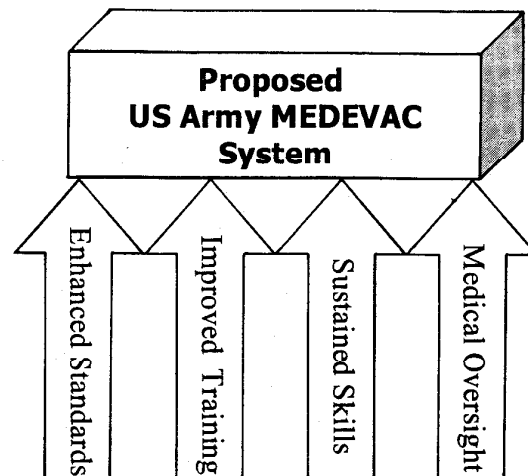 Proposed
US Army MEDEVAC
System
Enhanced Standards
Improved Training
Sustained Skills
Medical Oversight